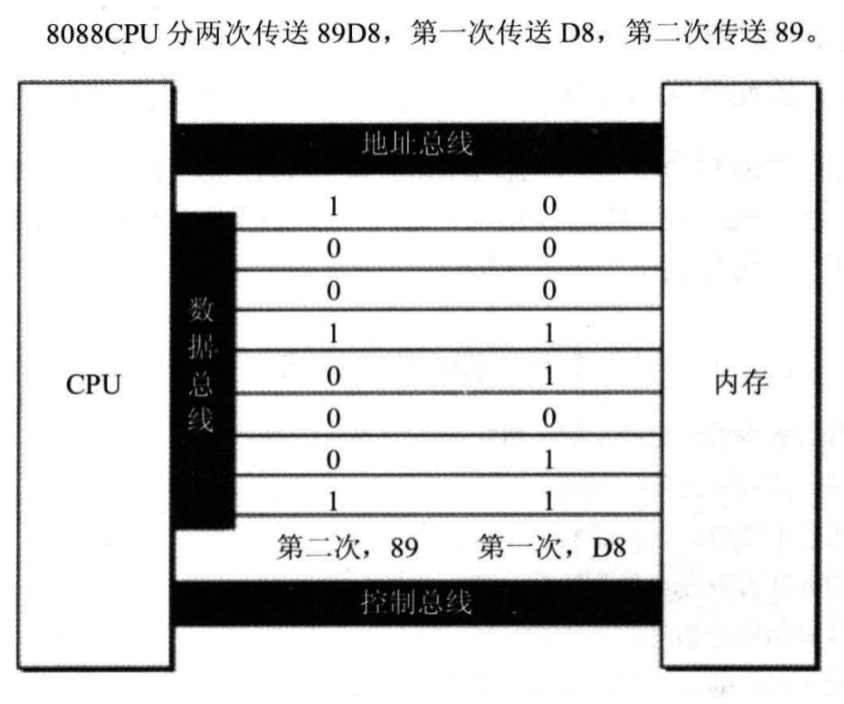 8088CPU 分两次传送 89D8，第一次传送 D8，第二次传送 89。
地址总线
1 0
0 0
0 0
1 1
0 1
0 0
0 1
1 1
数据总线
CPU
内存
第二次，89 第一次，D8
控制总线